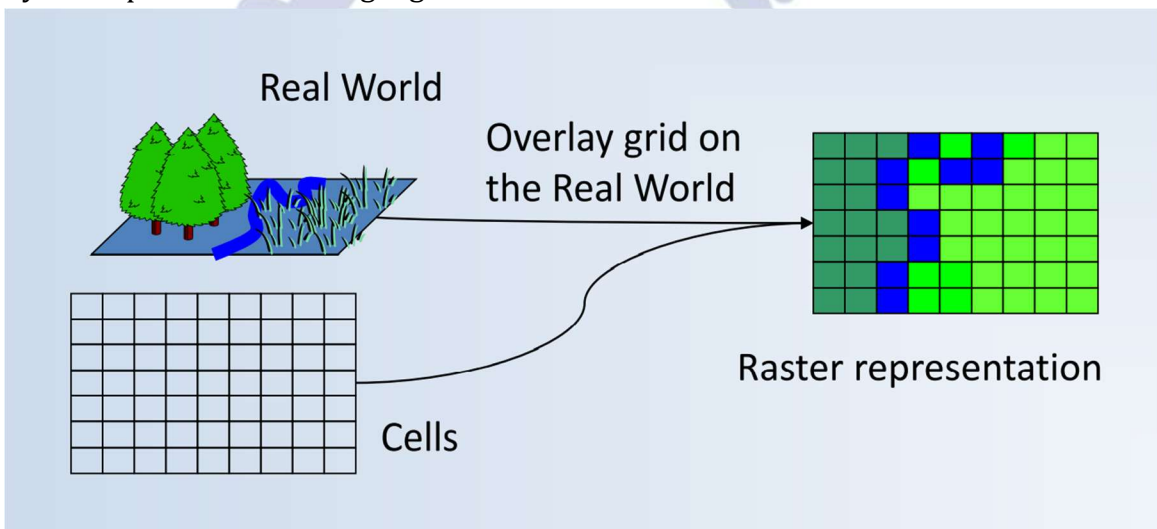 Real World
Overlay grid on
the Real World
Raster representation
Cells